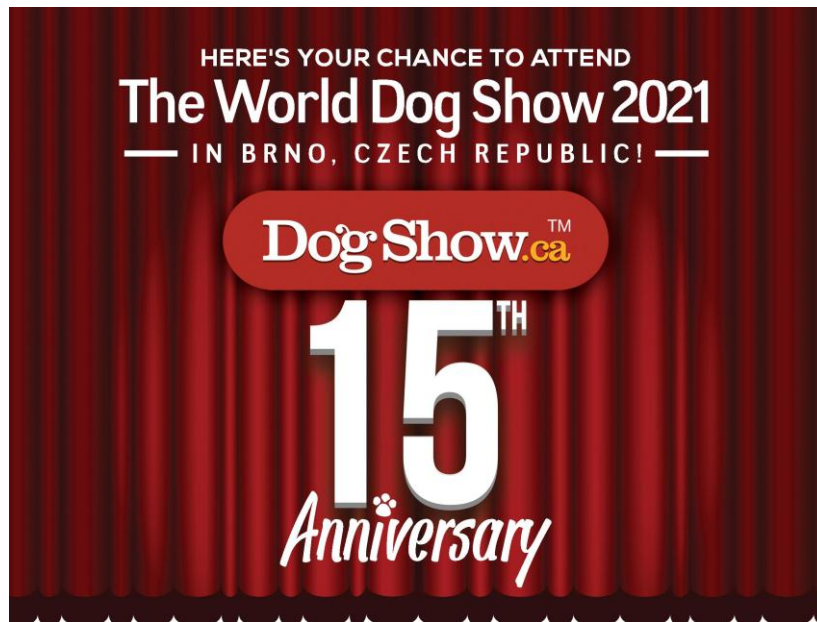 HERE'S YOUR CHANCE TO ATTEND
The World Dog Show 2021
IN BRNO, CZECH REPUBLIC!
DogShow.ca™
15TH
Anniversary